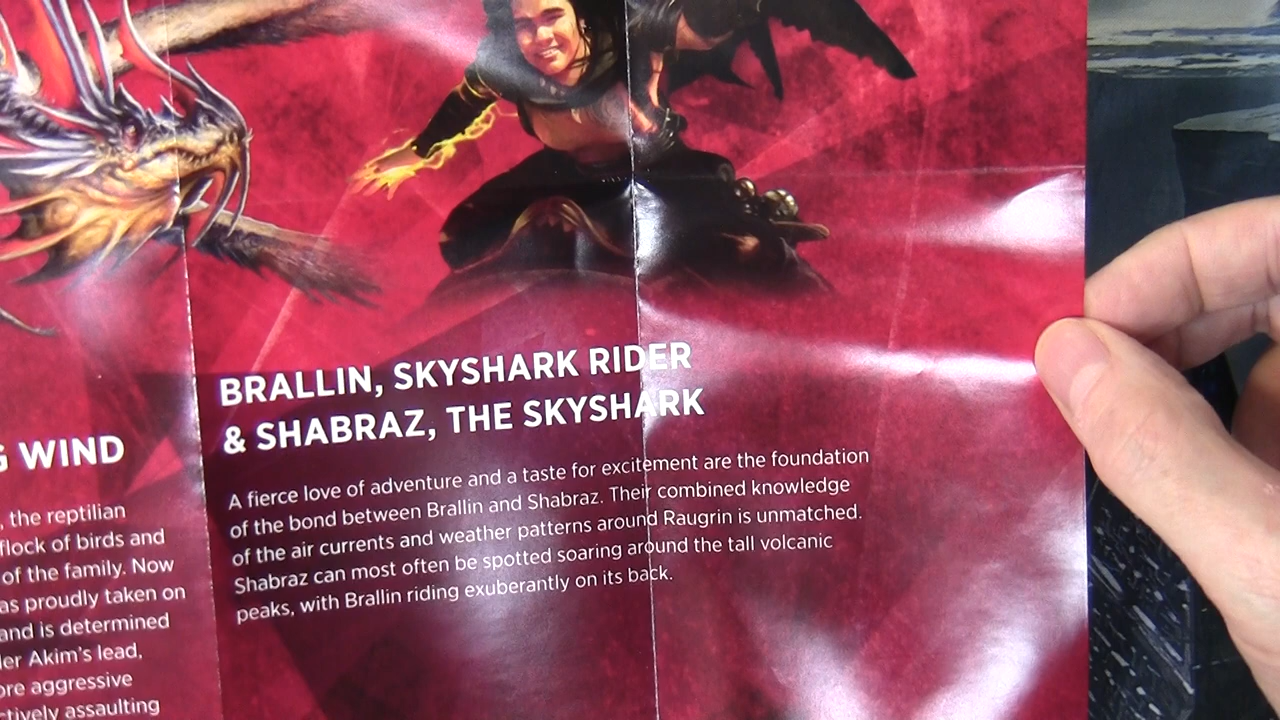 G WIND
, the reptilian
flock of birds and
of the family. Now
as proudly taken on
and is determined
Akim's lead,
aggressive
assaulting
BRALLIN, SKYSHARK RIDER
& SHABRAZ, THE SKYSHARK
A fierce love of adventure and a taste for excitement are the foundation
of the bond between Brallin and Shabraz. Their combined knowledge
of the air currents and weather patterns around Raugrin is unmatched.
Shabraz can most often be spotted soaring around the tall volcanic
peaks, with Brallin riding exuberantly on its back.